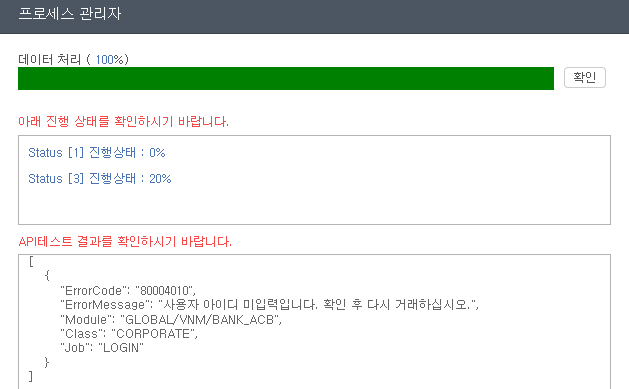 프로세스 관리자
데이터 처리 ( 100%)
확인
아래 진행 상태를 확인하시기 바랍니다.
Status [1] 진행상태 : 0%
Status [3] 진행상태 : 20%
API테스트 결과를 확인하시기 바랍니다.
[
{
"ErrorCode": "80004010",
"ErrorMessage": "사용자 아이디 미입력입니다. 확인 후 다시 거래하십시오.",
"Module": "GLOBAL/VNM/BANK_ACB",
"Class": "CORPORATE",
"Job": "LOGIN"
}
]